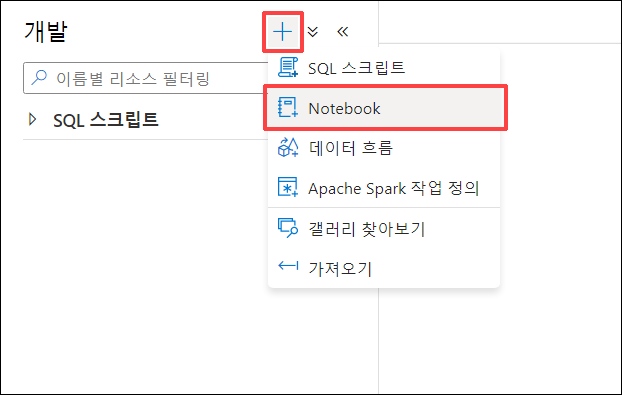 개발
이름별 리소스 필터링
SQL 스크립트
SQL 스크립트
Notebook
데이터 흐름
Apache Spark 작업 정의
갤러리 찾아보기
가져오기